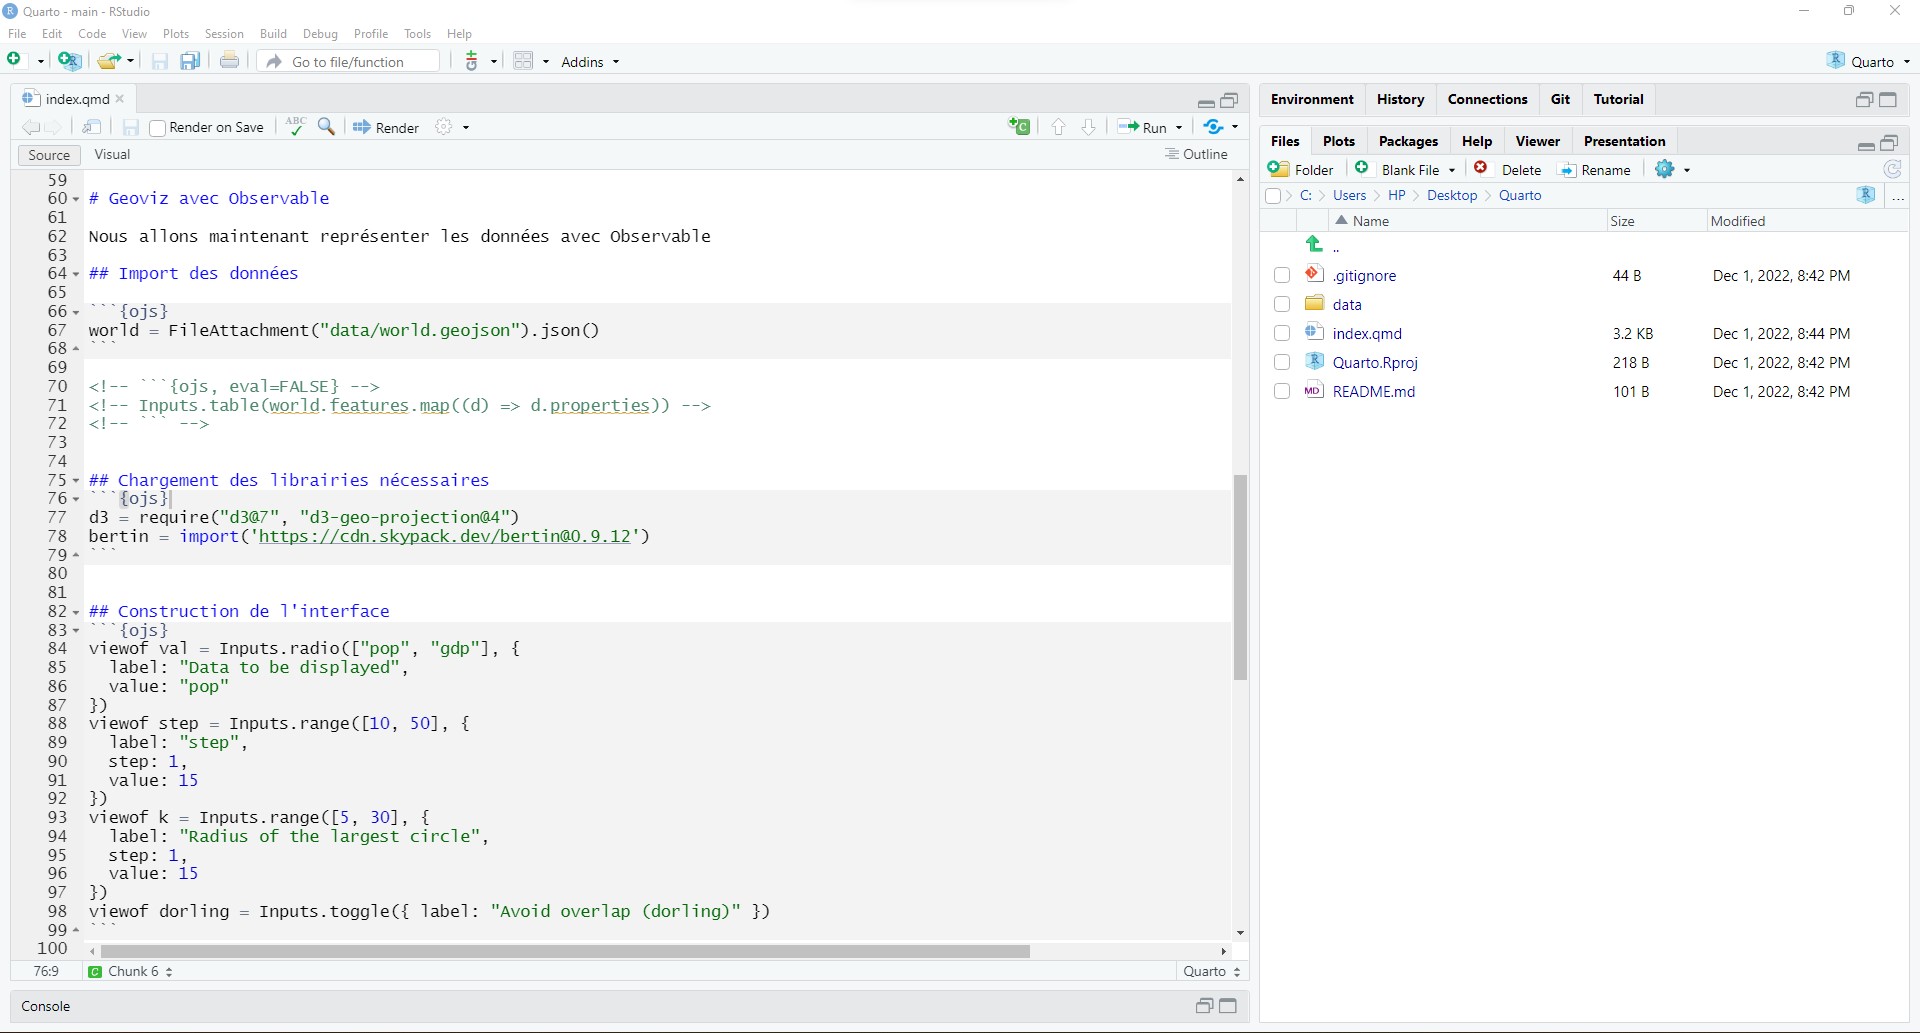 Quarto - main - RStudio
File Edit Code View Plots Session Build Debug Profile Tools Help
Go to file/function Addins Quarto
index.qmd
Render on Save ABC Render Run
Source Visual Outline
59
60 # Geoviz avec Observable
61
62 Nous allons maintenant représenter les données avec Observable
63
64 ## Import des données
65
66 ```{ojs}
67 world = FileAttachment("data/world.geojson").json()
68 ```
69
70 <!-- ```{ojs, eval=FALSE} -->
71 <!-- Inputs.table(world.features.map((d) => d.properties)) -->
72 <!-- ``` -->
73
74
75 ## Chargement des librairies nécessaires
76 ```{ojs}
77 d3 = require("d3@7", "d3-geo-projection@4")
78 bertin = import('https://cdn.skypack.dev/bertin@0.9.12')
79 ```
80
81
82 ## Construction de l'interface
83 ```{ojs}
84 viewof val = Inputs.radio(["pop", "gdp"], {
85 label: "Data to be displayed",
86 value: "pop"
87 })
88 viewof step = Inputs.range([10, 50], {
89 label: "step",
90 step: 1,
91 value: 15
92 })
93 viewof k = Inputs.range([5, 30], {
94 label: "Radius of the largest circle",
95 step: 1,
96 value: 15
97 })
98 viewof dorling = Inputs.toggle({ label: "Avoid overlap (dorling)" })
99 ```
100
76:9 Chunk 6 Quarto
Console
Environment History Connections Git Tutorial
Files Plots Packages Help Viewer Presentation
Folder Blank File Delete Rename
C: > Users > HP > Desktop > Quarto ...
Name Size Modified
..
.gitignore 44 B Dec 1, 2022, 8:42 PM
data
index.qmd 3.2 KB Dec 1, 2022, 8:44 PM
Quarto.Rproj 218 B Dec 1, 2022, 8:42 PM
README.md 101 B Dec 1, 2022, 8:42 PM